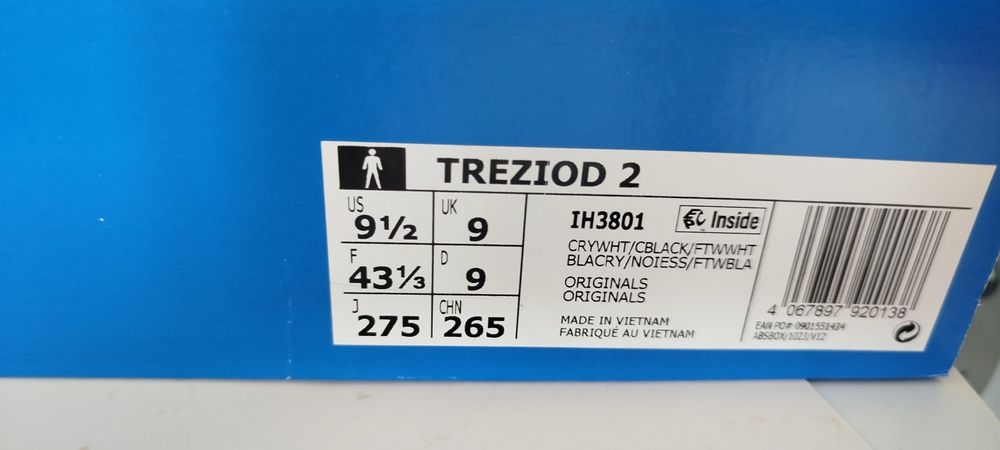 TREZIOD 2
US 9½ UK 9
F 43⅓ D 9
J 275 CHN 265
IH3801 Inside
CRYWHT/CBLACK/FTWWHT
BLACRY/NOIESS/FTWBLA
ORIGINALS
ORIGINALS
MADE IN VIETNAM
FABRIQUÉ AU VIETNAM
4 067897 920138
EAN PO# 0901551434
ABSBOX/1023/V12